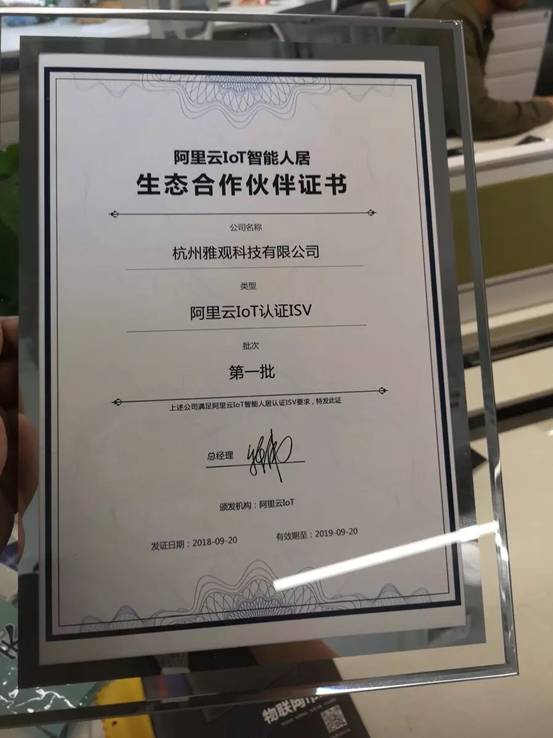 阿里云IoT智能人居
生态合作伙伴证书
公司名称
杭州雅观科技有限公司
类型
阿里云IoT认证ISV
批次
第一批
上述公司满足阿里云IoT智能人居认证ISV要求，特发此证
总经理
颁发机构：阿里云IoT
发证日期：2018-09-20
有效期至：2019-09-20
物联网